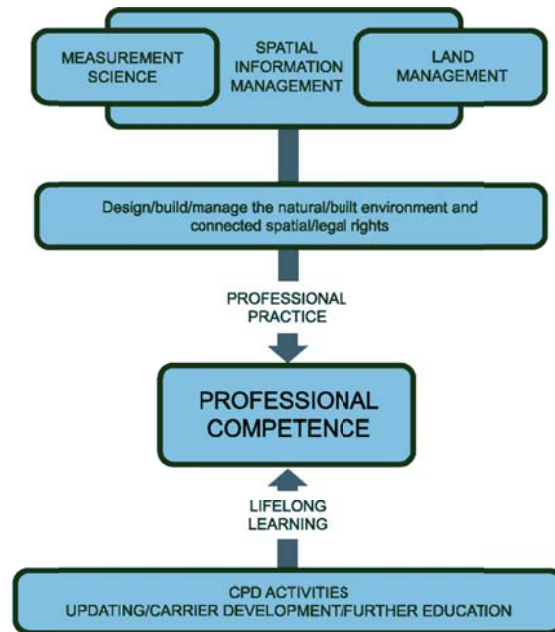 MEASUREMENT
SCIENCE
SPATIAL
INFORMATION
MANAGEMENT
LAND
MANAGEMENT
Design/build/manage the natural/built environment and
connected spatial/legal rights
PROFESSIONAL
PRACTICE
PROFESSIONAL
COMPETENCE
LIFELONG
LEARNING
CPD ACTIVITIES
UPDATING/CARRIER DEVELOPMENT/FURTHER EDUCATION